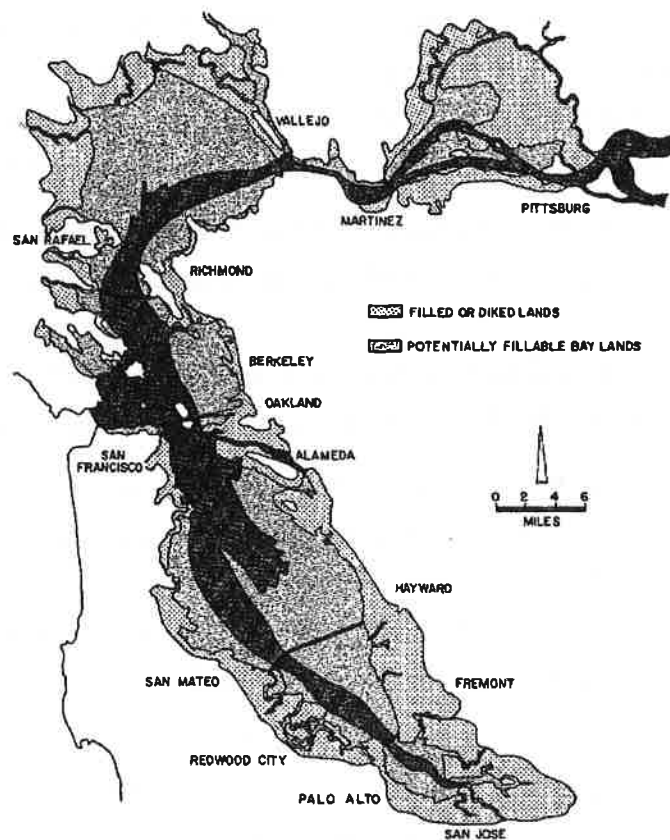 VALLEJO
MARTINEZ
PITTSBURG
SAN RAFAEL
RICHMOND
FILLED OR DIKED LANDS
POTENTIALLY FILLABLE BAY LANDS
BERKELEY
OAKLAND
SAN
FRANCISCO
ALAMEDA
0 2 4 6
MILES
HAYWARD
SAN MATEO
FREMONT
REDWOOD CITY
PALO ALTO
SAN JOSE